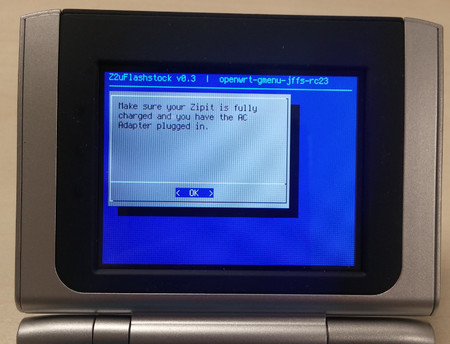 Z2uFlashstock v0.3 | openwrt-gmenu-jffs-rc23
Make sure your Zipit is fully
charged and you have the AC
Adapter plugged in.
< OK >